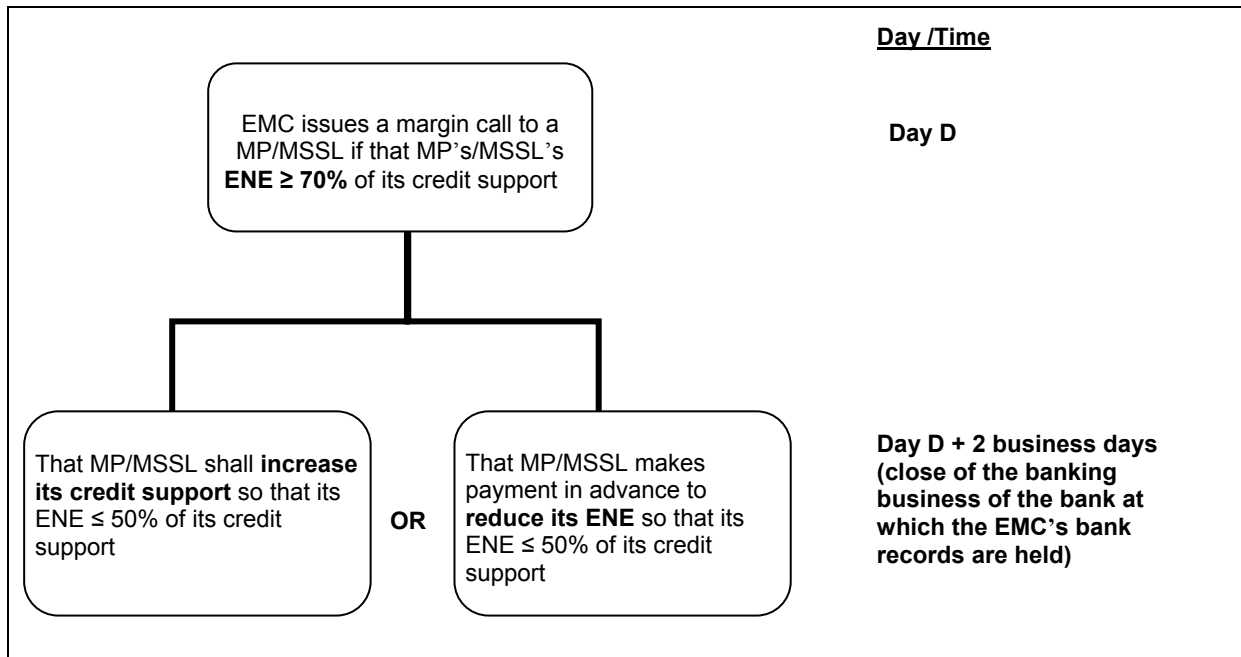 Day /Time
EMC issues a margin call to a
MP/MSSL if that MP’s/MSSL’s
ENE ≥ 70% of its credit support
Day D
That MP/MSSL shall increase
its credit support so that its
ENE ≤ 50% of its credit
support
OR
That MP/MSSL makes
payment in advance to
reduce its ENE so that its
ENE ≤ 50% of its credit
support
Day D + 2 business days
(close of the banking
business of the bank at
which the EMC’s bank
records are held)